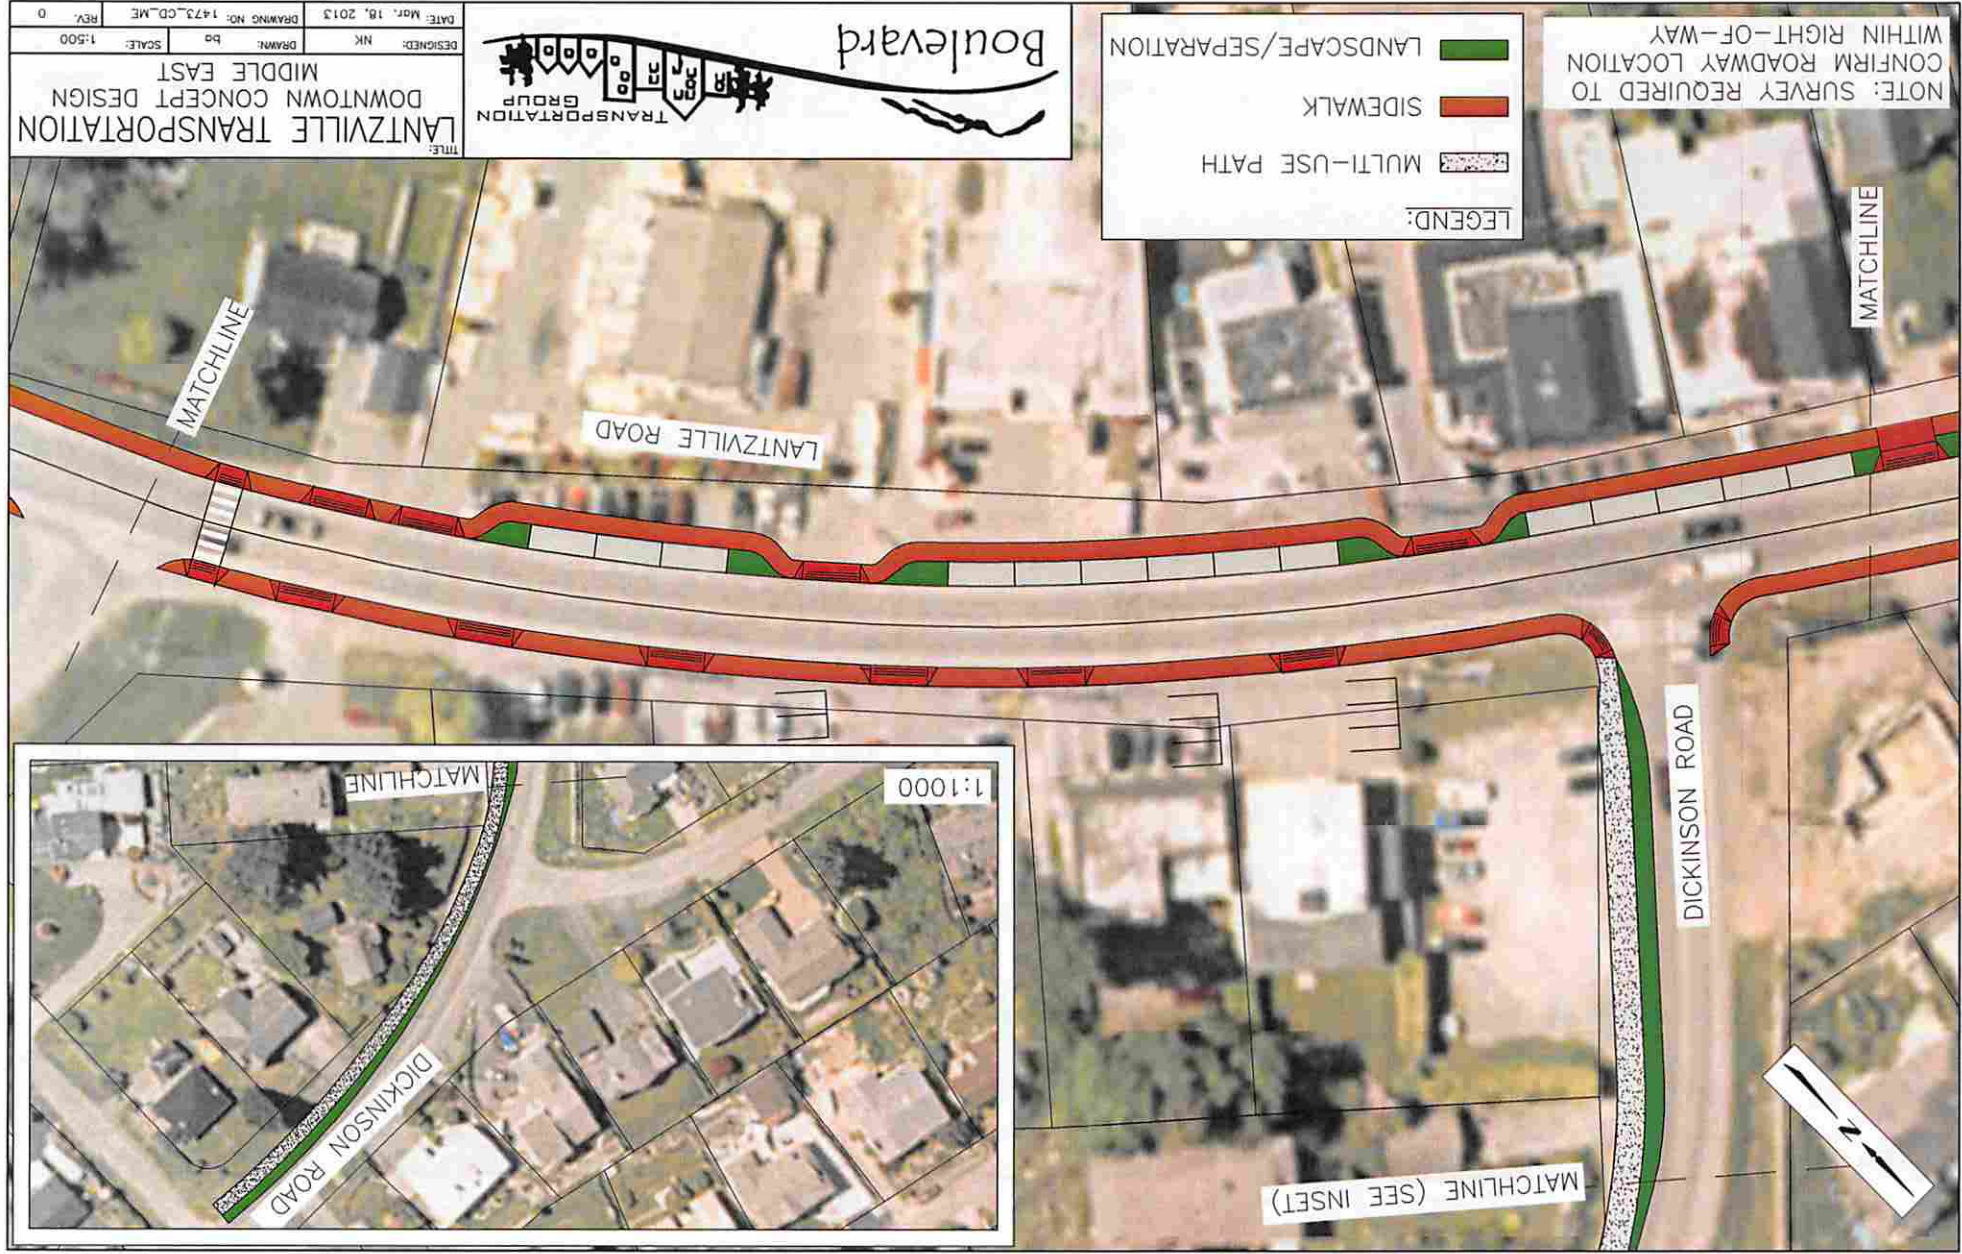 MATCHLINE (SEE INSET)
N
DICKINSON ROAD
1:1000
DICKINSON ROAD
MATCHLINE
LANTZVILLE ROAD
MATCHLINE
MATCHLINE
LEGEND:
MULTI-USE PATH
SIDEWALK
LANDSCAPE/SEPARATION
NOTE: SURVEY REQUIRED TO
CONFIRM ROADWAY LOCATION
WITHIN RIGHT-OF-WAY
Boulevard
TRANSPORTATION
GROUP
TITLE:
LANTZVILLE TRANSPORTATION
DOWNTOWN CONCEPT DESIGN
MIDDLE EAST
DESIGNED: NK DRAWN: bq SCALE: 1:500
DATE: Mar. 18, 2013 DRAWING NO: 1473_CD_ME REV. 0